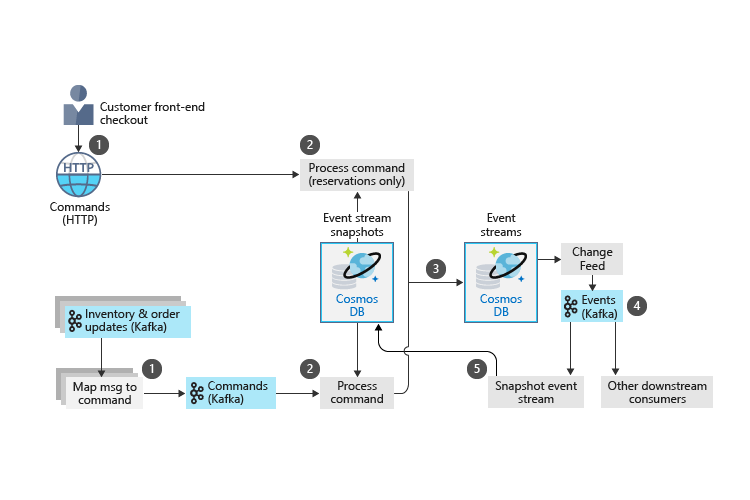 Customer front-end
checkout
1
HTTP
Commands
(HTTP)
2
Process command
(reservations only)
Event stream
snapshots
Cosmos
DB
3
Event
streams
Cosmos
DB
Change
Feed
Events
(Kafka)
4
Inventory & order
updates (Kafka)
1
Map msg to
command
Commands
(Kafka)
2
Process
command
5
Snapshot event
stream
Other downstream
consumers